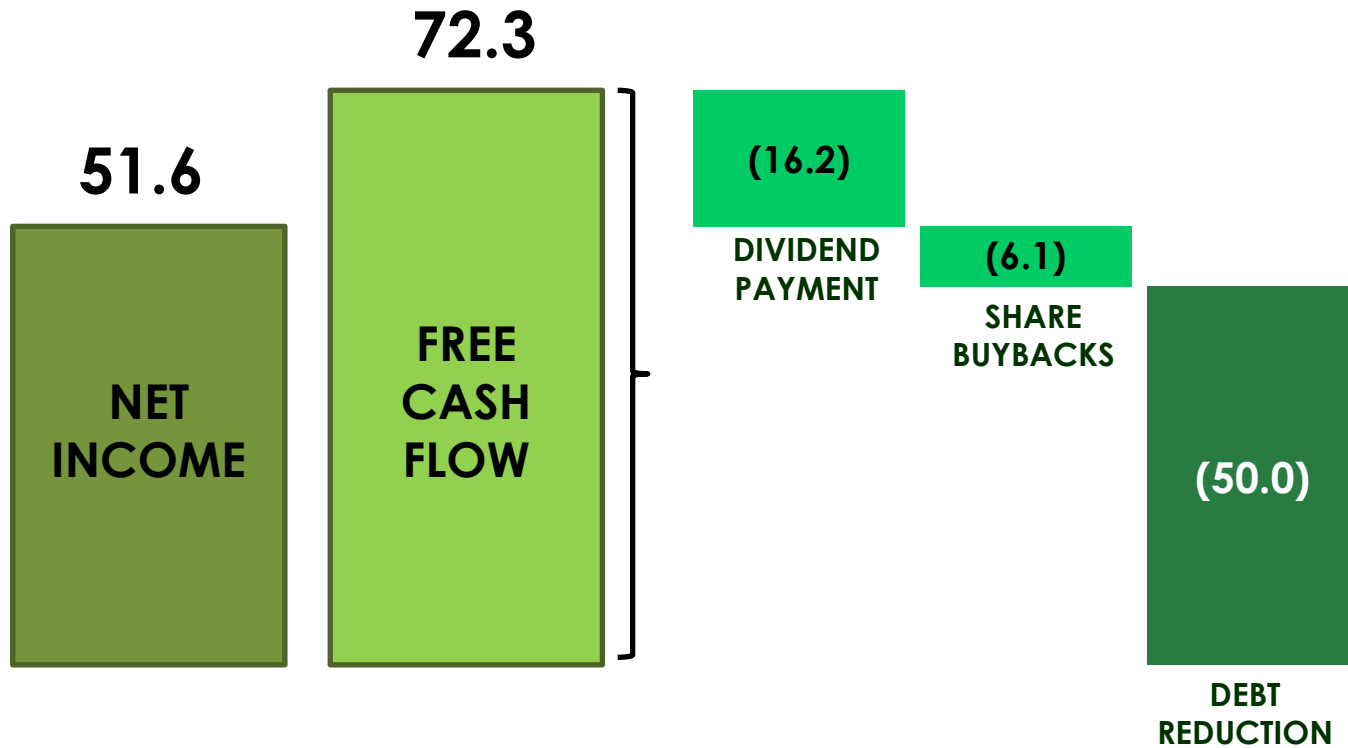 51.6
NET
INCOME
72.3
FREE
CASH
FLOW
(16.2)
DIVIDEND
PAYMENT
(6.1)
SHARE
BUYBACKS
(50.0)
DEBT
REDUCTION